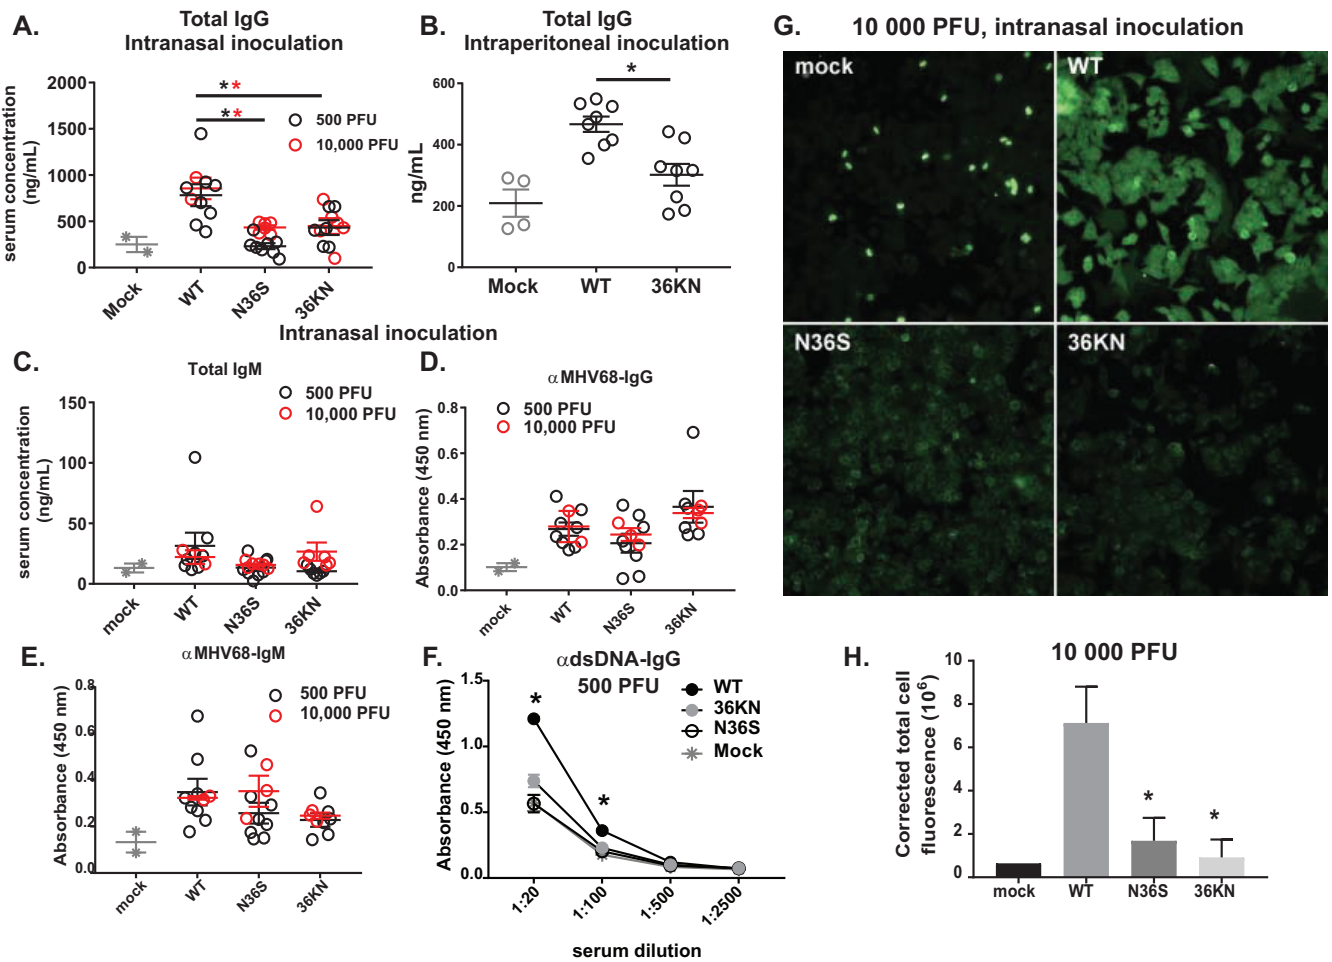 A.
Total IgG
Intranasal inoculation
serum concentration
(ng/mL)
2000
1500
1000
500
0
**
**
500 PFU
10,000 PFU
Mock
WT
N36S
36KN
B.
Total IgG
Intraperitoneal inoculation
ng/mL
600
400
200
0
*
Mock
WT
36KN
Intranasal inoculation
C.
Total IgM
serum concentration
(ng/mL)
150
100
50
0
500 PFU
10,000 PFU
mock
WT
N36S
36KN
D.
αMHV68-IgG
Absorbance (450 nm)
0.8
0.6
0.4
0.2
0.0
500 PFU
10,000 PFU
mock
WT
N36S
36KN
E.
αMHV68-IgM
Absorbance (450 nm)
0.8
0.6
0.4
0.2
0.0
500 PFU
10,000 PFU
mock
WT
N36S
36KN
F.
αdsDNA-IgG
500 PFU
Absorbance (450 nm)
1.5
1.0
0.5
0.0
*
*
WT
36KN
N36S
Mock
1:20
1:100
1:500
1:2500
serum dilution
G.
10 000 PFU, intranasal inoculation
mock
WT
N36S
36KN
H.
10 000 PFU
Corrected total cell
fluorescence (10⁶)
10
8
6
4
2
0
*
*
mock
WT
N36S
36KN